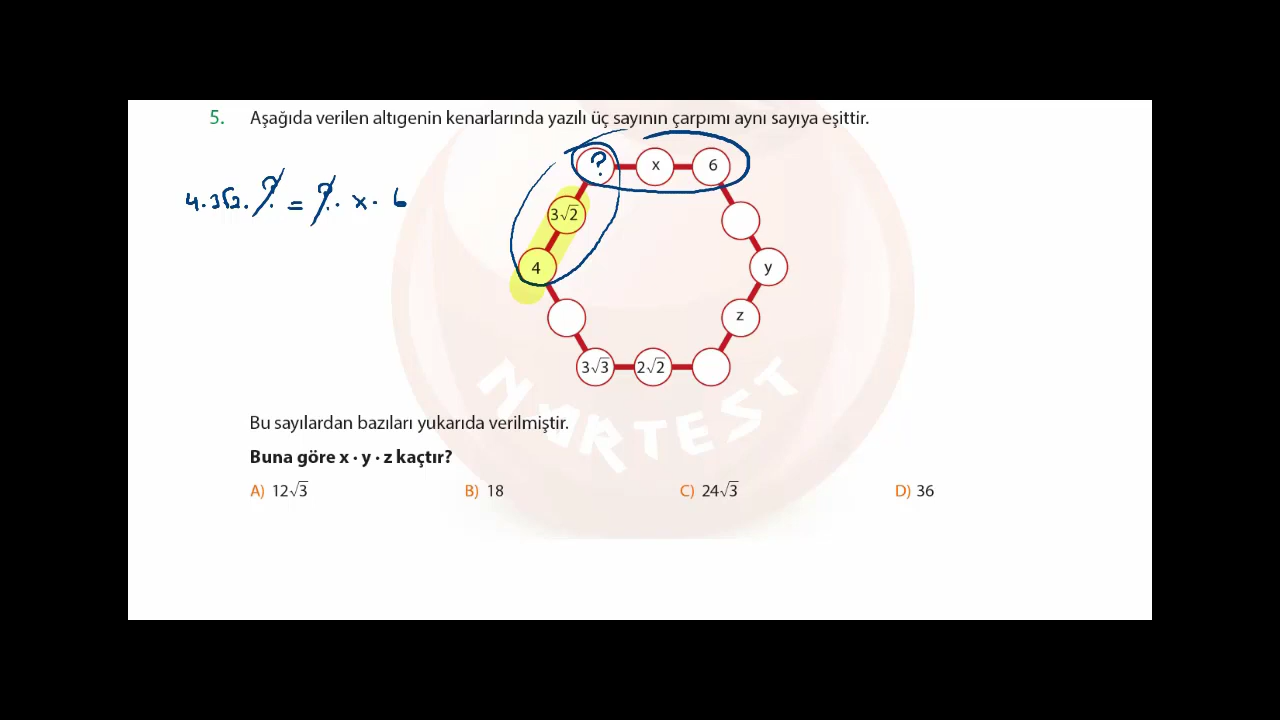 5. Aşağıda verilen altıgenin kenarlarında yazılı üç sayının çarpımı aynı sayıya eşittir.
? x 6
4.3√2.? = ?. x. 6
3√2
4 y
z
3√3 2√2
NARTEST
Bu sayılardan bazıları yukarıda verilmiştir.
Buna göre x · y · z kaçtır?
A) 12√3 B) 18 C) 24√3 D) 36